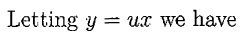 Letting y = ux we have